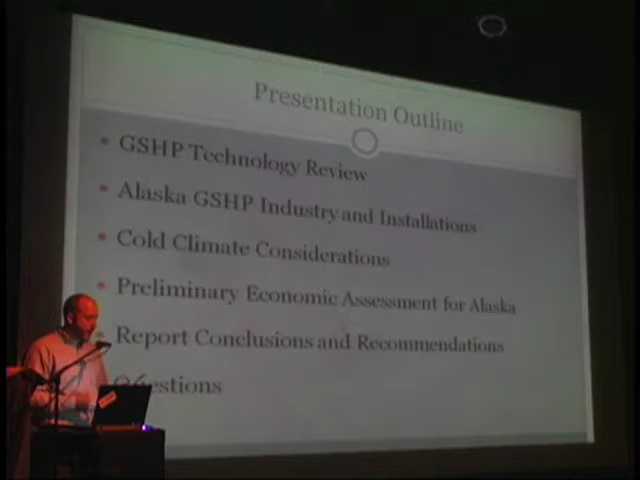 Presentation Outline
GSHP Technology Review
Alaska GSHP Industry and Installations
Cold Climate Considerations
Preliminary Economic Assessment for Alaska
Report Conclusions and Recommendations
Questions